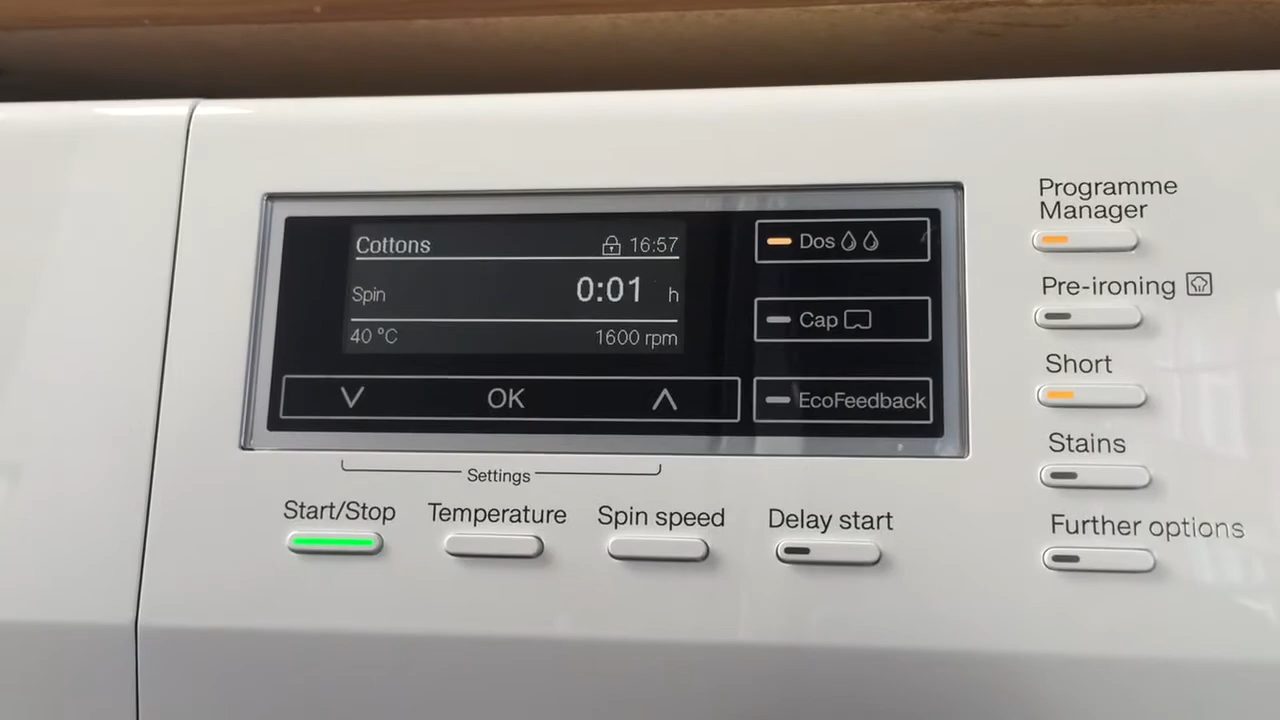 Cottons 16:57
Spin 0:01 h
40 °C 1600 rpm
OK
Dos
Cap
EcoFeedback
Settings
Start/Stop
Temperature
Spin speed
Delay start
Programme
Manager
Pre-ironing
Short
Stains
Further options